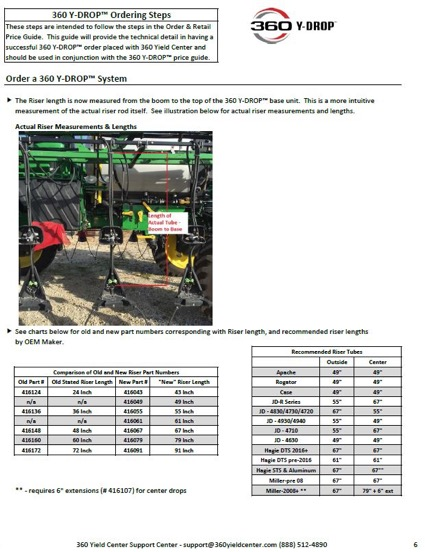 360 Y-DROP™ Ordering Steps
These steps are intended to follow the steps in the Order & Retail
Price Guide. This guide will provide the technical detail in having a
successful 360 Y-DROP™ order placed with 360 Yield Center and
should be used in conjunction with the 360 Y-DROP™ price guide.
360 Y-DROP
Order a 360 Y-DROP™ System
The Riser length is now measured from the boom to the top of the 360 Y-DROP™ base unit. This is a more intuitive
measurement of the actual riser rod itself. See illustration below for actual riser measurements and lengths.
Actual Riser Measurements & Lengths
Length of
Actual Tube -
Boom to Base
See charts below for old and new part numbers corresponding with Riser length, and recommended riser lengths
by OEM Maker.
Comparison of Old and New Riser Part Numbers
Old Part # Old Stated Riser Length New Part # "New" Riser Length
416124 24 Inch 416043 43 Inch
n/a n/a 416049 49 Inch
416136 36 Inch 416055 55 Inch
n/a n/a 416061 61 Inch
416148 48 Inch 416067 67 Inch
416160 60 Inch 416079 79 Inch
416172 72 Inch 416091 91 Inch
** - requires 6" extensions (# 416107) for center drops
Recommended Riser Tubes
Outside Center
Apache 49" 49"
Rogator 49" 49"
Case 49" 49"
JD-R Series 55" 67"
JD - 4830/4730/4720 67" 55"
JD - 4930/4940 55" 49"
JD - 4710 55" 67"
JD - 4630 49" 49"
Hagie DTS 2016+ 67" 67"
Hagie DTS pre-2016 61" 61"
Hagie STS & Aluminum 67" 67""
Miller-pre 08 67" 67"
Miller-2008+ ** 67" 79" + 6" ext
360 Yield Center Support Center - support@360yieldcenter.com (888) 512-4890 6